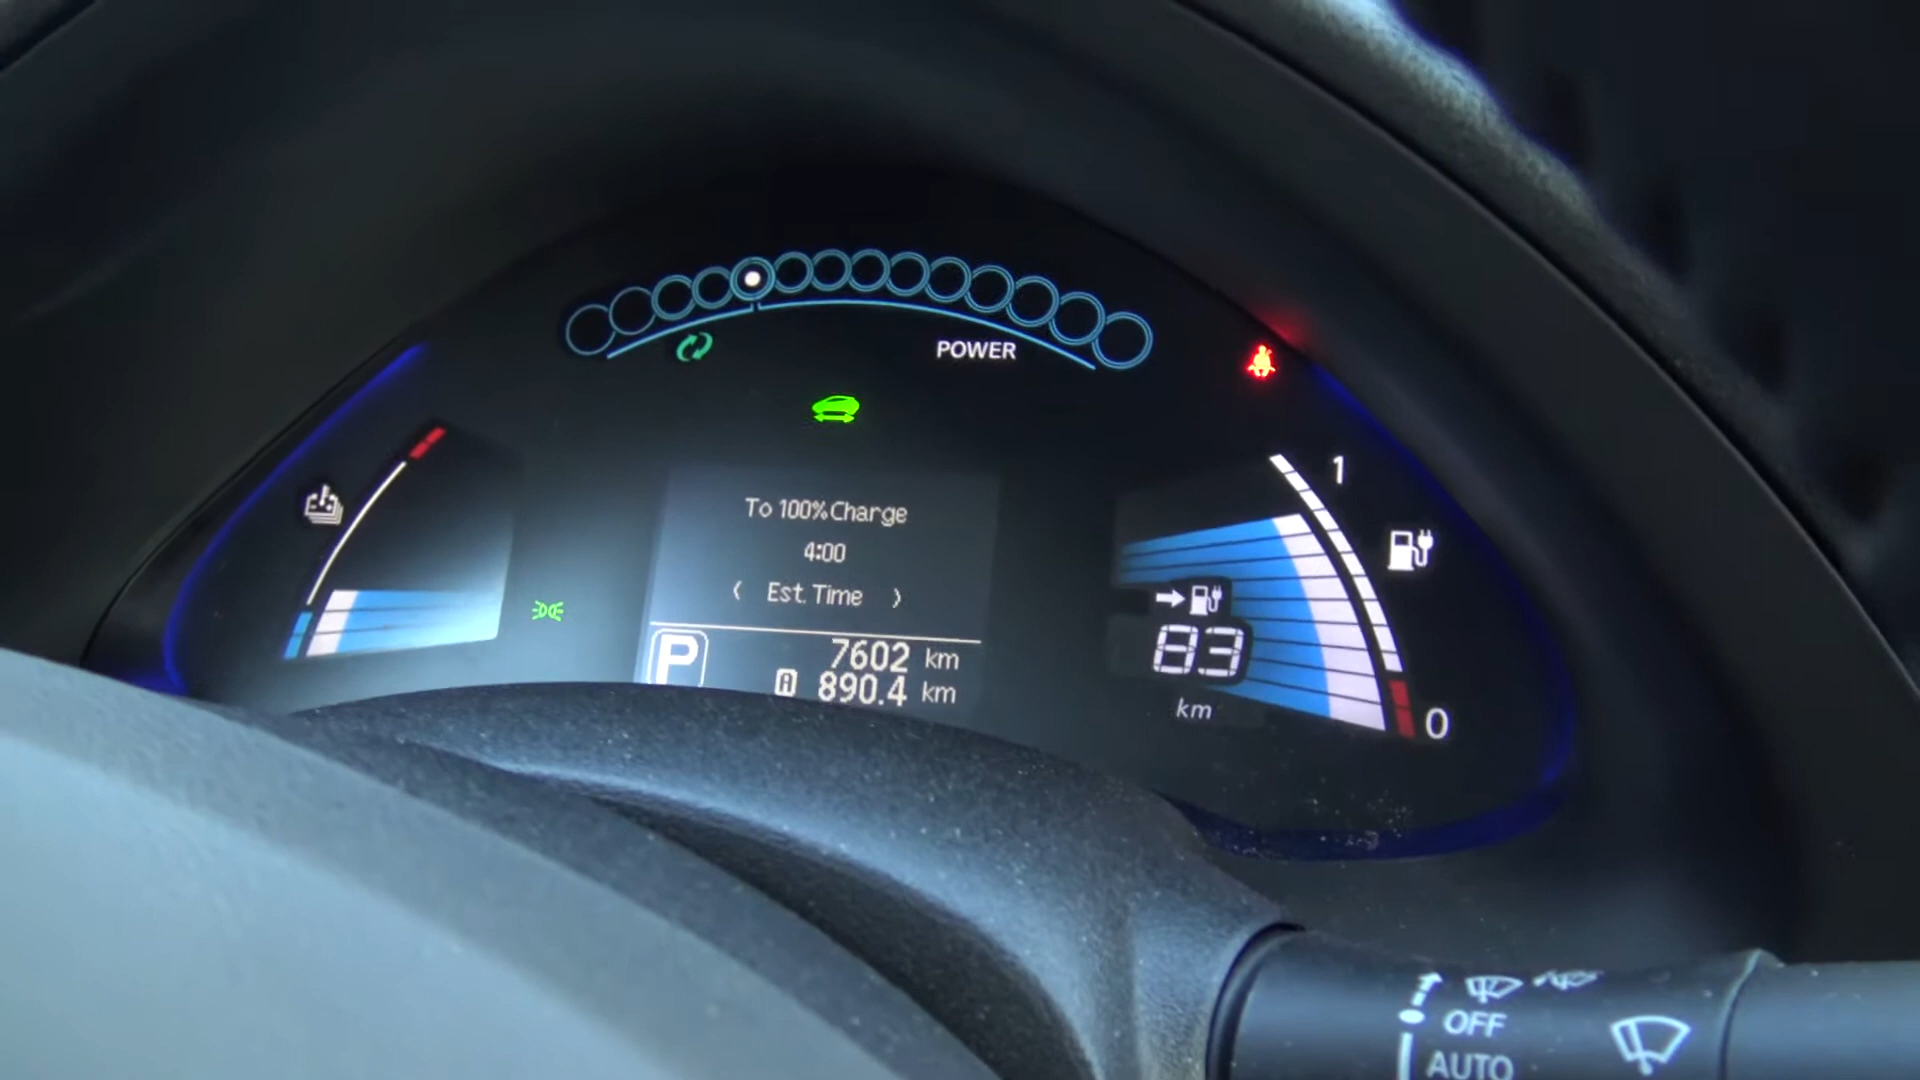 POWER
1
To 100% Charge
4:00
‹ Est. Time ›
P
7602 km
A 890.4 km
83
km
0
OFF
AUTO